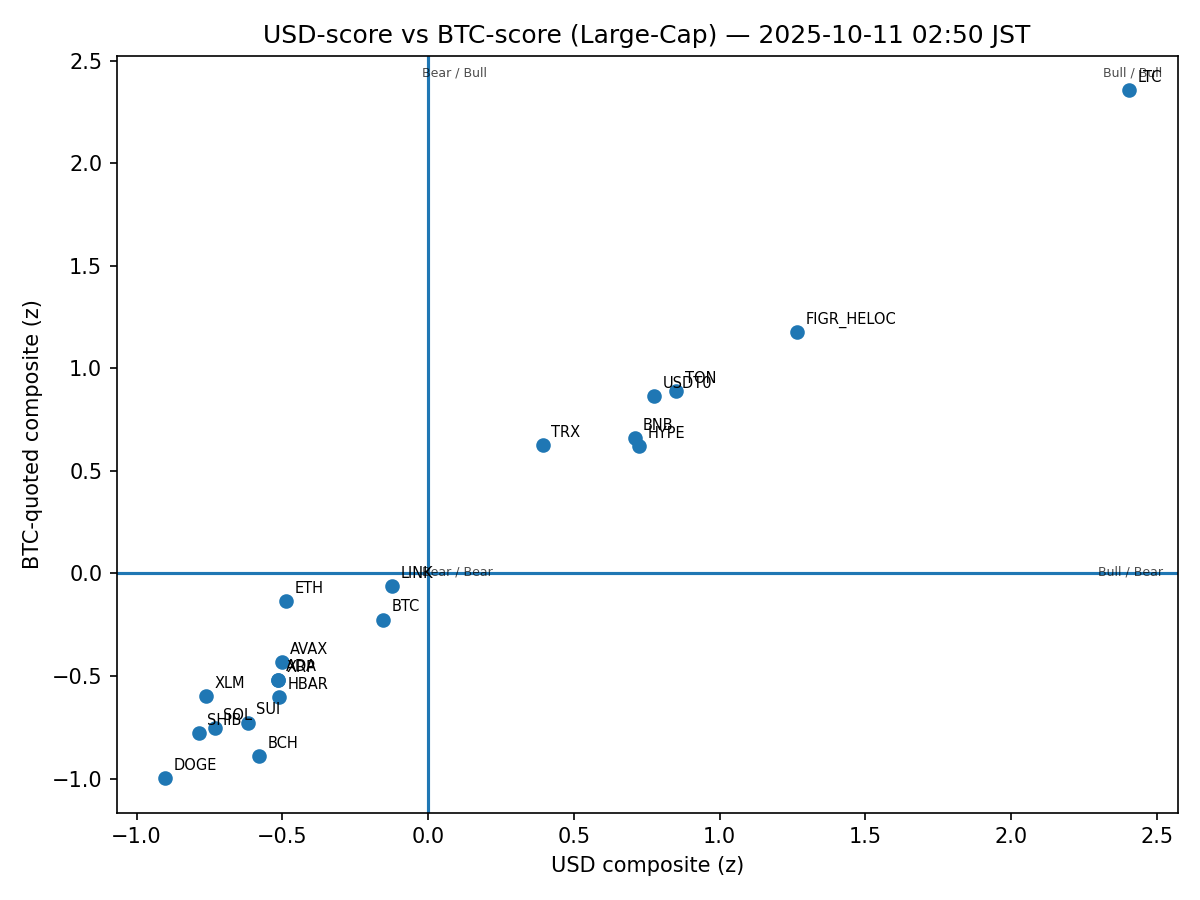 USD-score vs BTC-score (Large-Cap) — 2025-10-11 02:50 JST
2.5
2.0
1.5
1.0
0.5
0.0
−0.5
−1.0
BTC-quoted composite (z)
Bear / Bull
Bull / Bull
LTC
FIGR_HELOC
TON
USDT0
BNB
HYPE
TRX
LINK
Bear / Bear
Bull / Bear
ETH
BTC
AVAX
ADA
XRP
HBAR
XLM
SUI
SOL
SHIB
BCH
DOGE
−1.0
−0.5
0.0
0.5
1.0
1.5
2.0
2.5
USD composite (z)